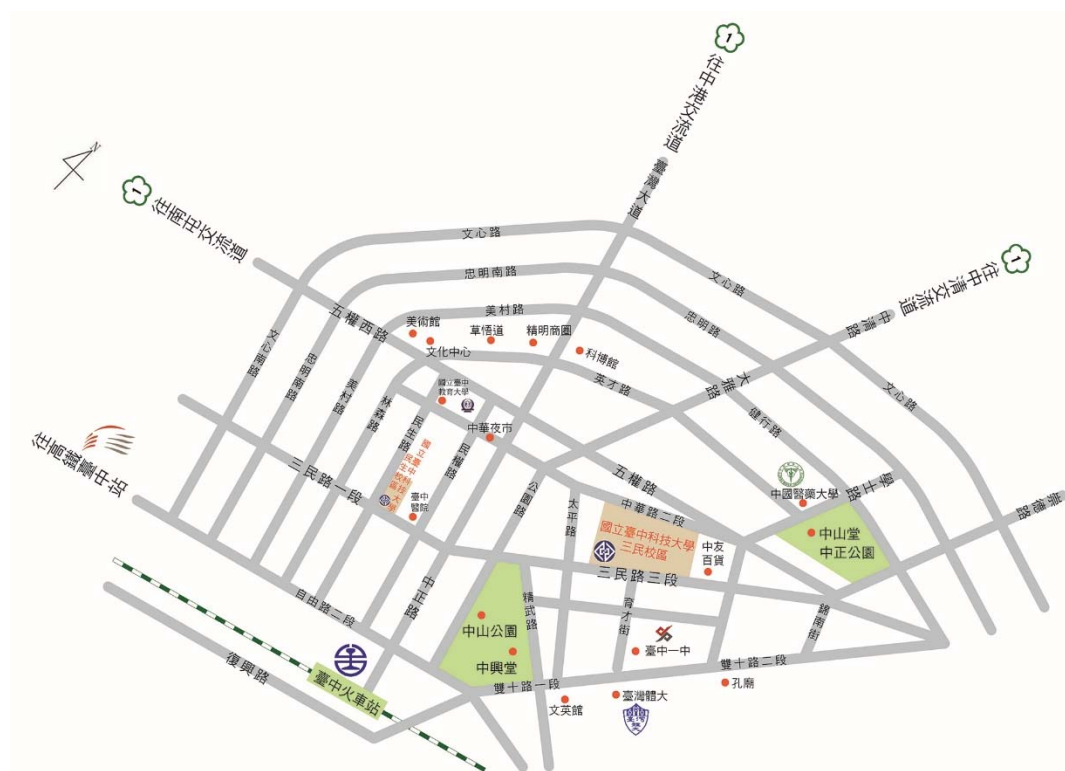 1
往中港交流道
臺灣大道
N
1
往南屯交流道
1
往中清交流道
中清路
文心路
文心路
忠明南路
忠明路
美村路
五權西路
美術館
草悟道
精明商圈
文化中心
科博館
英才路
大雅路
健行路
文心路
文心南路
忠明南路
美村路
林森路
國立臺中
教育大學
民生路
民權路
中華夜市
往高鐵臺中站
三民路一段
國立臺中科技大學
民生校區
臺中
醫院
公園路
五權路
太平路
中華路二段
學士路
中國醫藥大學
崇德路
中山堂
中正公園
國立臺中科技大學
三民校區
中友
百貨
三民路三段
中正路
自由路二段
精武路
育才街
錦南街
中山公園
中興堂
臺中一中
復興路
臺中火車站
雙十路一段
雙十路二段
孔廟
文英館
臺灣體大